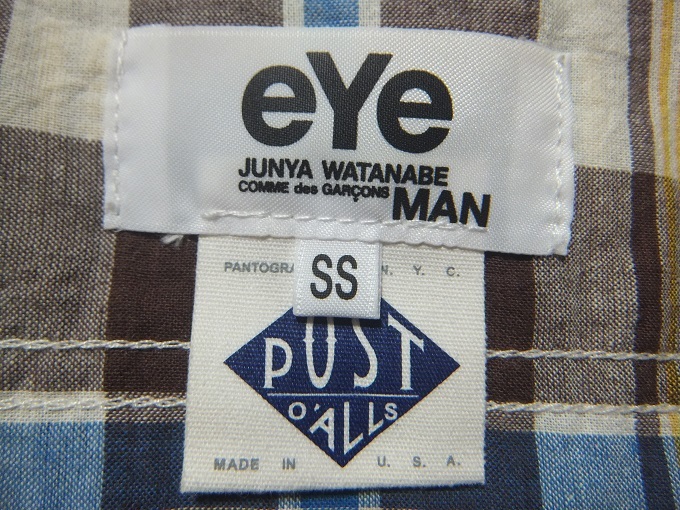 eYe
JUNYA WATANABE
COMME des GARÇONS MAN
SS
N. Y. C.
POST
O'ALLS
MADE IN U. S. A.